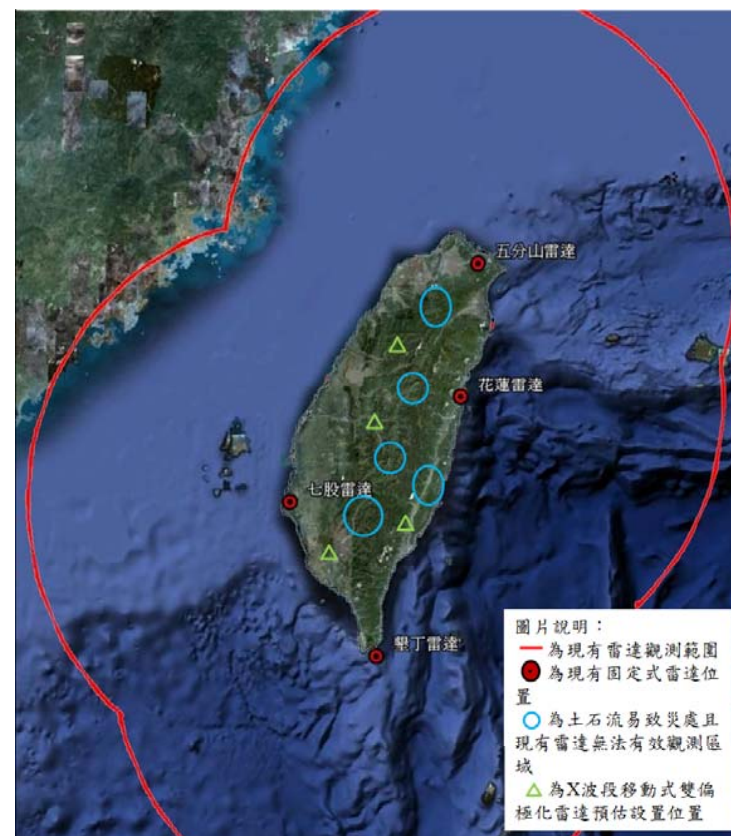 五分山雷達
花蓮雷達
七股雷達
墾丁雷達
圖片說明：
為現有雷達觀測範圍
為現有固定式雷達位
置
為土石流易致災處且
現有雷達無法有效觀測區
域
為X波段移動式雙偏
極化雷達預估設置位置